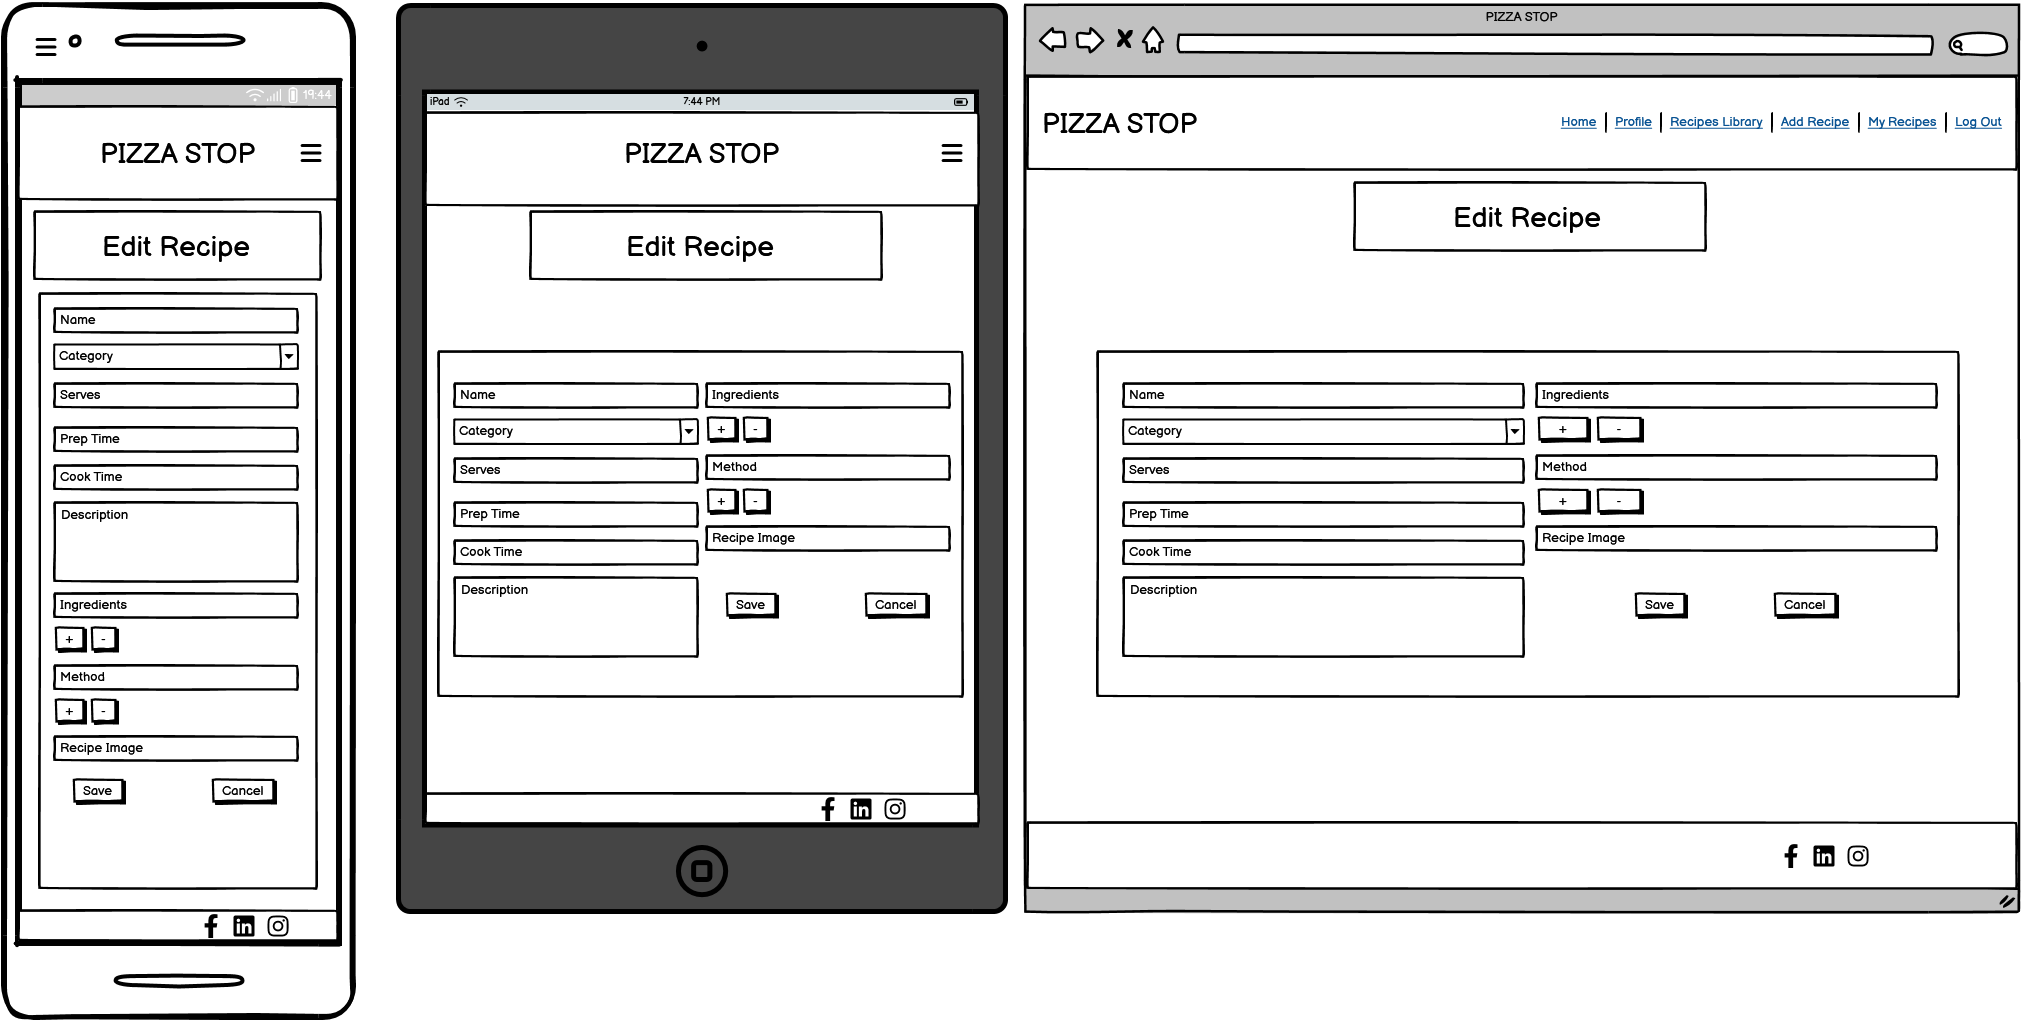 19:44
PIZZA STOP
Edit Recipe
Name
Category
Serves
Prep Time
Cook Time
Description
Ingredients
+ -
Method
+ -
Recipe Image
Save Cancel
iPad 7:44 PM
PIZZA STOP
Edit Recipe
Name Ingredients
Category + -
Serves Method
+ -
Prep Time
Recipe Image
Cook Time
Description
Save Cancel
PIZZA STOP
PIZZA STOP Home Profile Recipes Library Add Recipe My Recipes Log Out
Edit Recipe
Name Ingredients
Category + -
Serves Method
+ -
Prep Time
Recipe Image
Cook Time
Description
Save Cancel